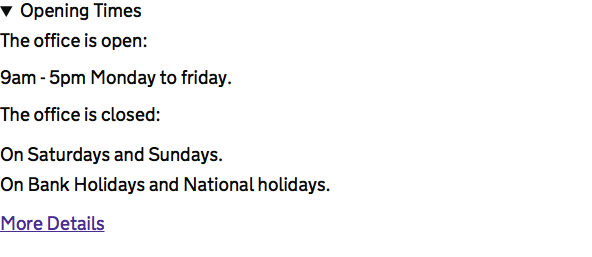 ▼ Opening Times
The office is open:
9am - 5pm Monday to friday.
The office is closed:
On Saturdays and Sundays.
On Bank Holidays and National holidays.
More Details